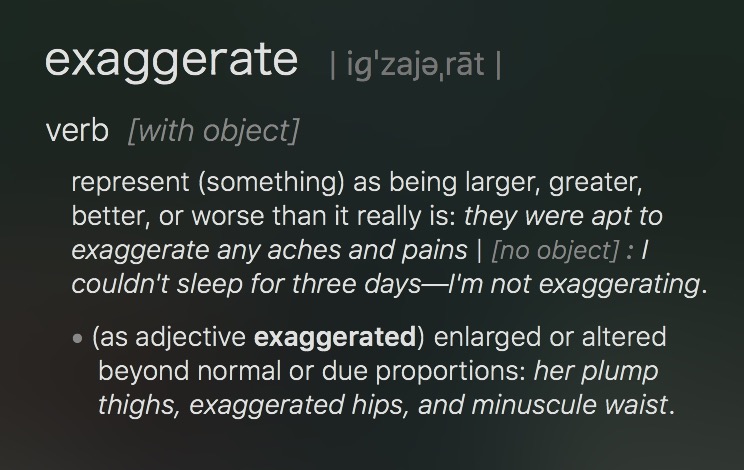 exaggerate | igˈzajəˌrāt |
verb [with object]
represent (something) as being larger, greater,
better, or worse than it really is: they were apt to
exaggerate any aches and pains | [no object] : I
couldn't sleep for three days—I'm not exaggerating.
• (as adjective exaggerated) enlarged or altered
beyond normal or due proportions: her plump
thighs, exaggerated hips, and minuscule waist.